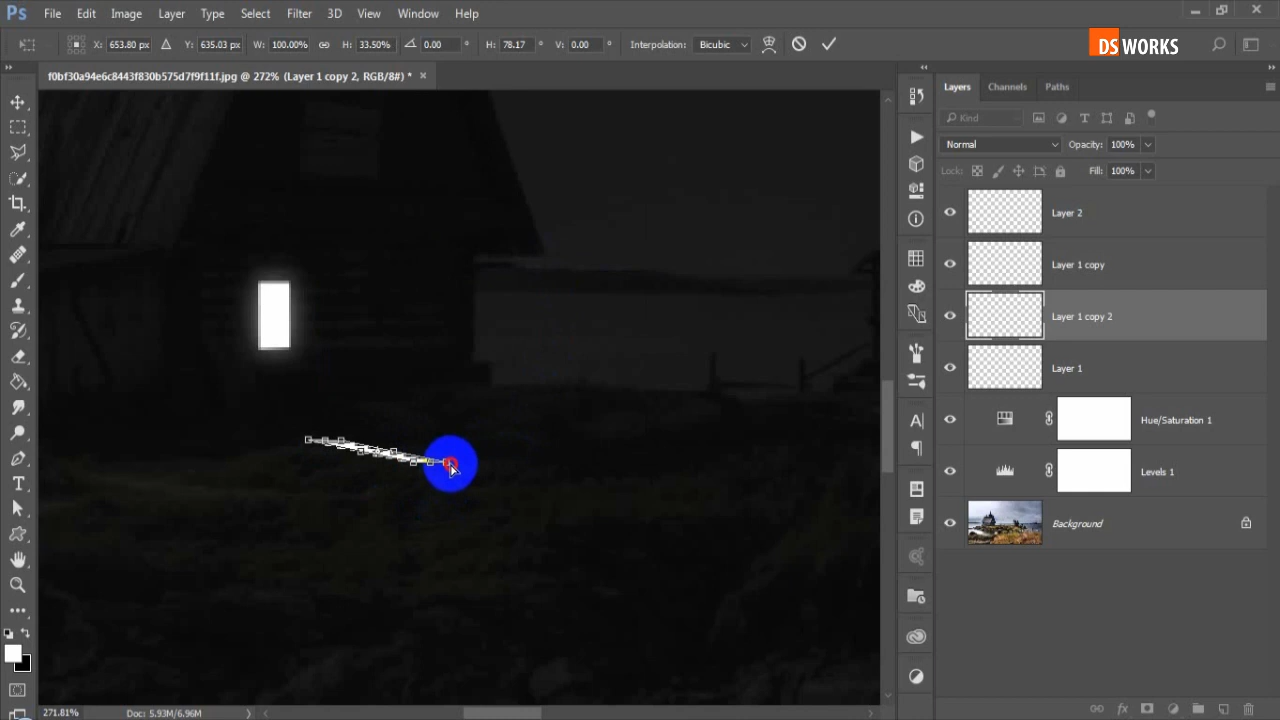 Ps File Edit Image Layer Type Select Filter 3D View Window Help
X: 653.80 px Y: 635.03 px W: 100.00% H: 33.50% 0.00 ° H: 78.17 ° V: 0.00 ° Interpolation: Bicubic
DS WORKS
f0bf30a94e6c8443f830b575d7f9f11f.jpg @ 272% (Layer 1 copy 2, RGB/8#) *
Layers Channels Paths
Kind
Normal Opacity: 100%
Lock: Fill: 100%
Layer 2
Layer 1 copy
Layer 1 copy 2
Layer 1
Hue/Saturation 1
Levels 1
Background
271.81% Doc: 5.93M/6.96M